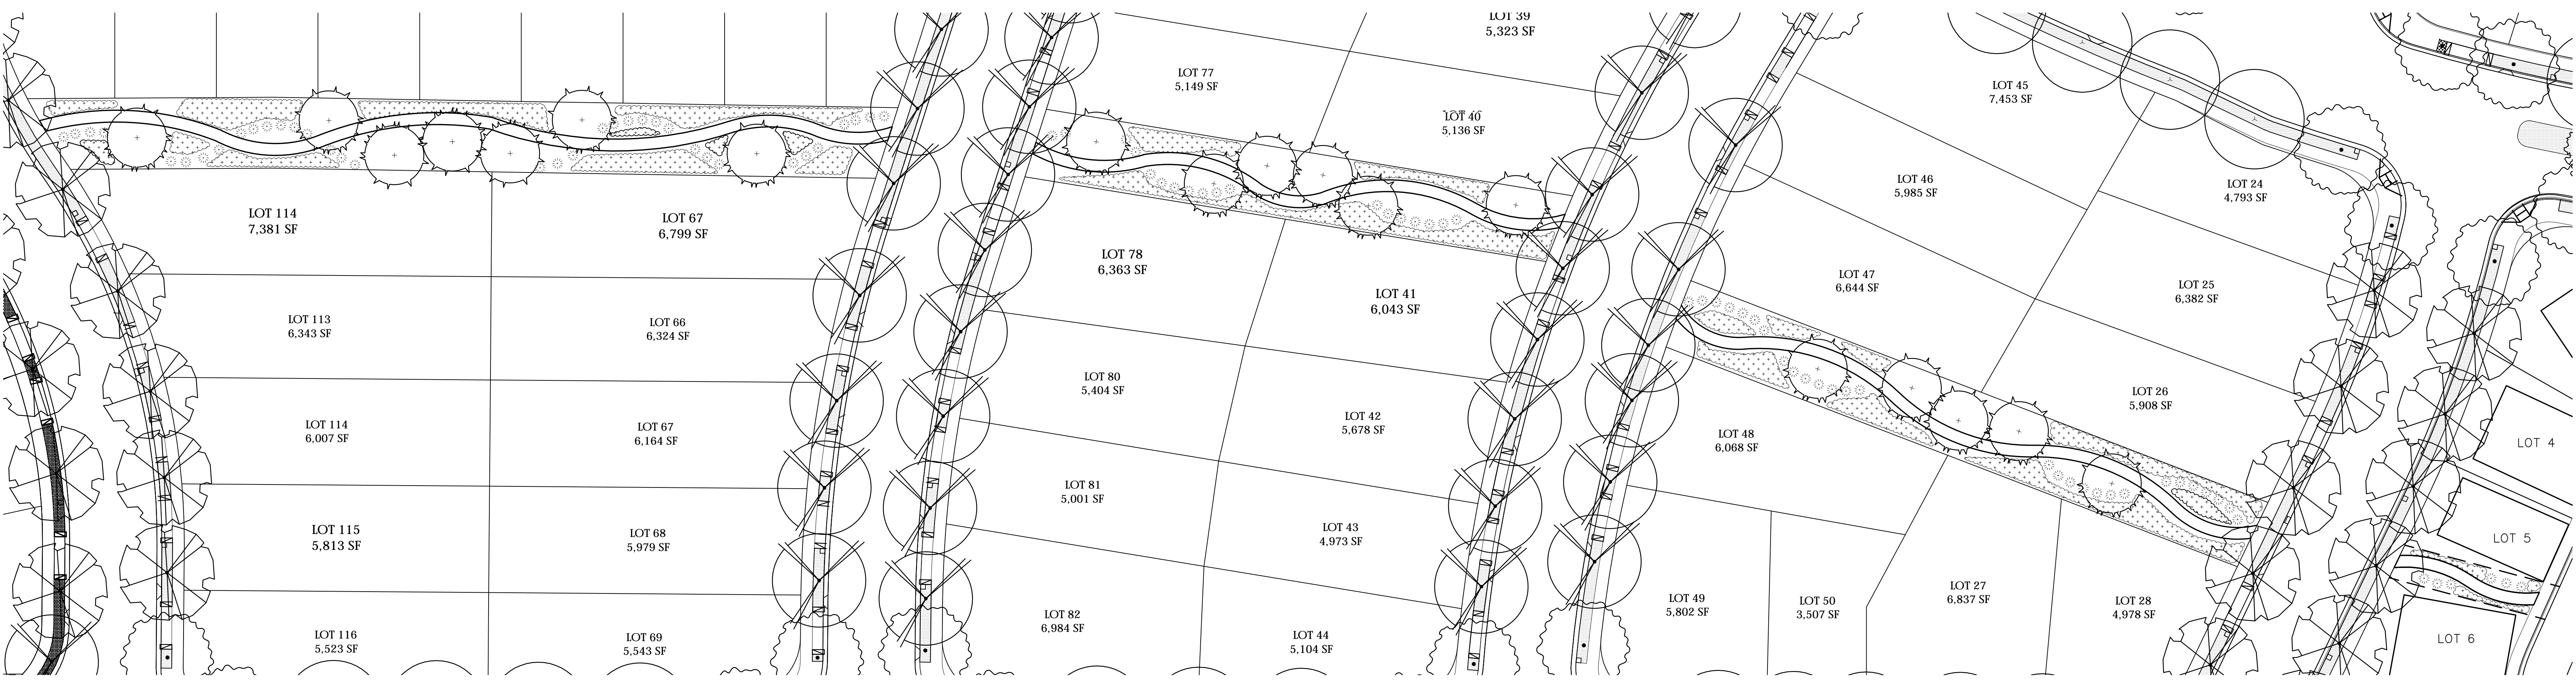 LOT 39
5,323 SF
LOT 77
5,149 SF
LOT 40
5,136 SF
LOT 45
7,453 SF
LOT 46
5,985 SF
LOT 24
4,793 SF
LOT 114
7,381 SF
LOT 67
6,799 SF
LOT 78
6,363 SF
LOT 41
6,043 SF
LOT 47
6,644 SF
LOT 25
6,382 SF
LOT 113
6,343 SF
LOT 66
6,324 SF
LOT 80
5,404 SF
LOT 42
5,678 SF
LOT 26
5,908 SF
LOT 114
6,007 SF
LOT 67
6,164 SF
LOT 48
6,068 SF
LOT 4
LOT 81
5,001 SF
LOT 43
4,973 SF
LOT 115
5,813 SF
LOT 68
5,979 SF
LOT 5
LOT 49
5,802 SF
LOT 50
3,507 SF
LOT 27
6,837 SF
LOT 28
4,978 SF
LOT 82
6,984 SF
LOT 44
5,104 SF
LOT 116
5,523 SF
LOT 69
5,543 SF
LOT 6